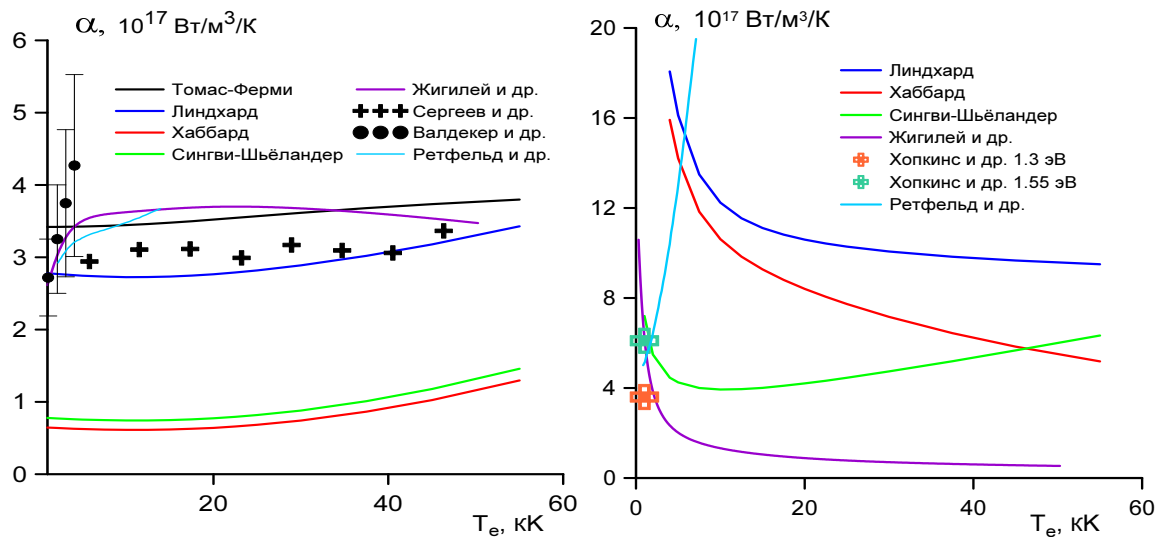 α, 10¹⁷ Вт/м³/К
6
5
4
3
2
1
0
20
40
60
Tₑ, кК
Томас-Ферми
Линдхард
Хаббард
Сингви-Шьёландер
Жигилей и др.
Сергеев и др.
Валдекер и др.
Ретфельд и др.
α, 10¹⁷ Вт/м³/К
20
16
12
8
4
0
0
20
40
60
Tₑ, кК
Линдхард
Хаббард
Сингви-Шьёландер
Жигилей и др.
Хопкинс и др. 1.3 эВ
Хопкинс и др. 1.55 эВ
Ретфельд и др.